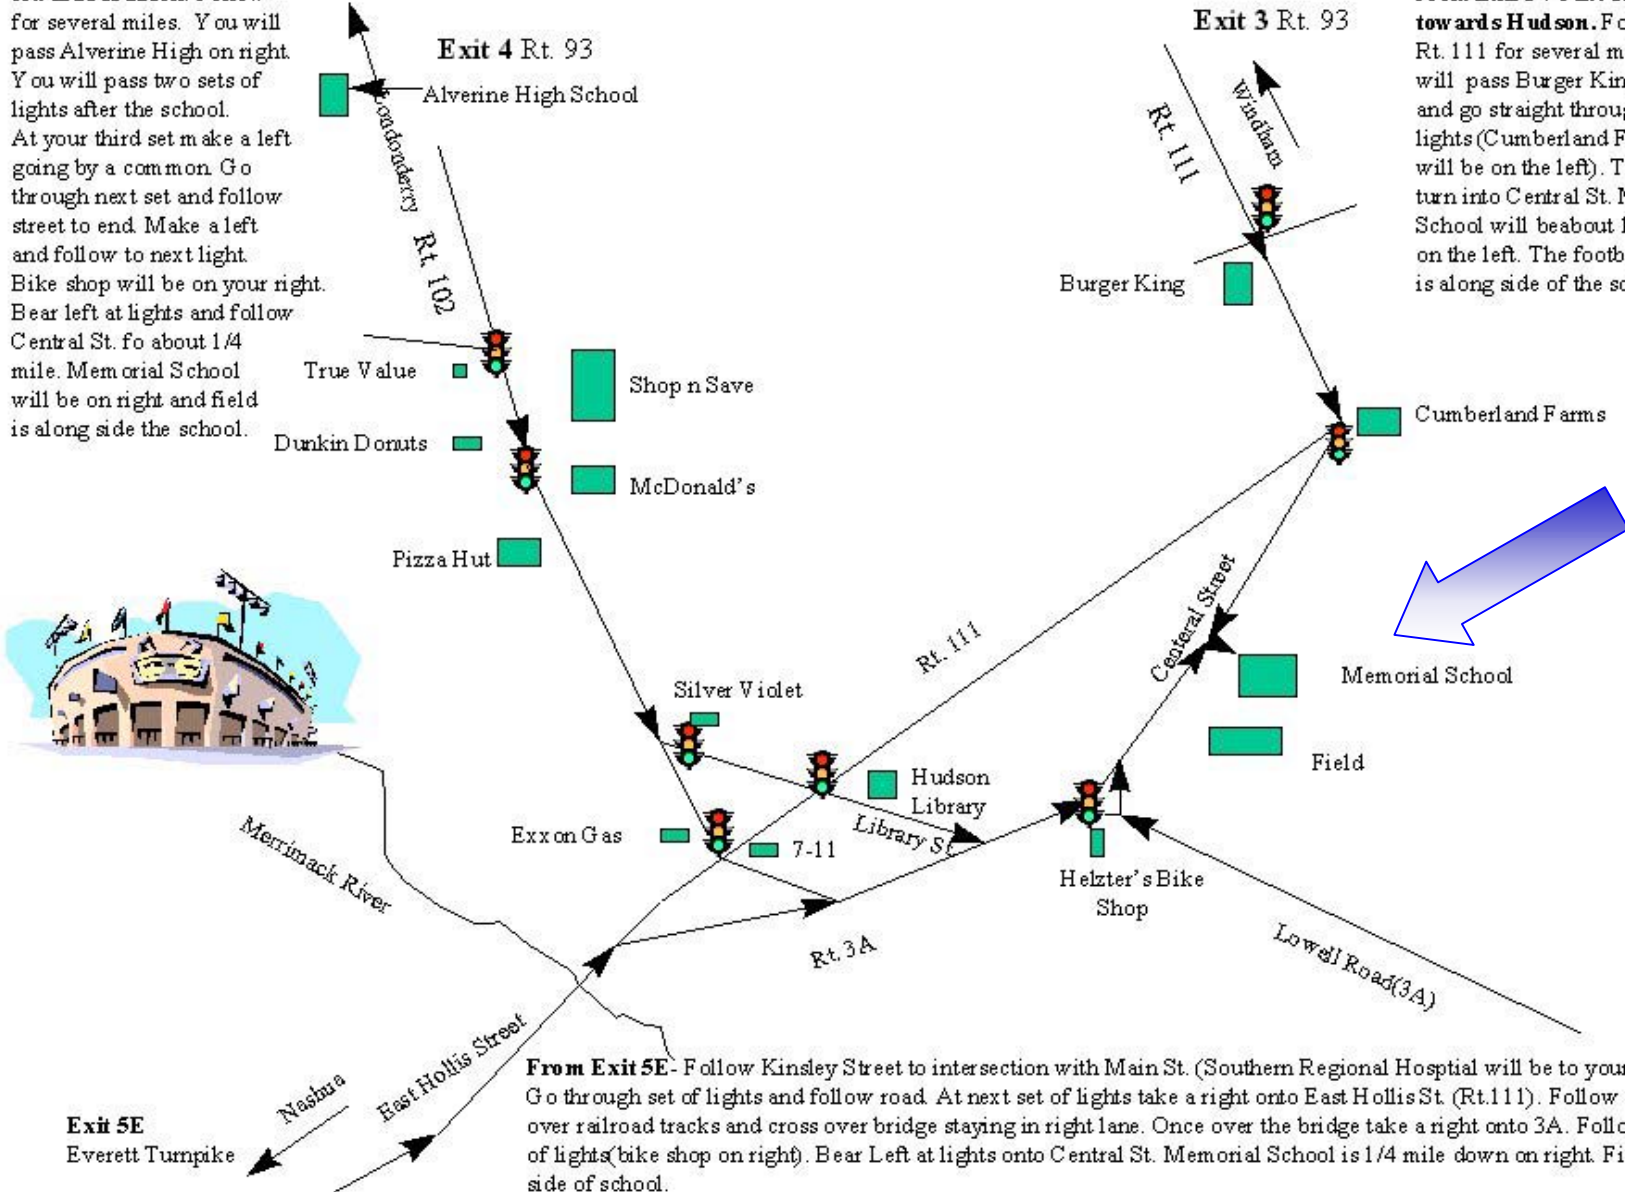 for several miles. You will
pass Alverine High on right.
You will pass two sets of
lights after the school.
At your third set make a left
going by a common. Go
through next set and follow
street to end. Make a left
and follow to next light.
Bike shop will be on your right.
Bear left at lights and follow
Central St. fo about 1/4
mile. Memorial School
will be on right and field
is along side the school.
Exit 4 Rt. 93
Alverine High School
Londonderry
Rt. 102
True Value
Shop n Save
Dunkin Donuts
McDonald's
Pizza Hut
Exit 3 Rt. 93
towards Hudson.
Rt. 111 for several
will pass Burger
and go straight
lights (Cumberland
will be on the left).
turn into Central St.
School will beabout
on the left. The
is along side of the
Rt. 111
Windham
Burger King
Cumberland Farms
Centeral Street
Rt. 111
Memorial School
Field
Silver Violet
Hudson
Library
Library St.
Exxon Gas
7-11
Helzter's Bike
Shop
Merrimack River
Rt. 3A
Lowell Road(3A)
East Hollis Street
Nashua
Exit 5E
Everett Turnpike
From Exit 5E- Follow Kinsley Street to intersection with Main St. (Southern Regional Hosptial will be to your
Go through set of lights and follow road. At next set of lights take a right onto East Hollis St. (Rt.111). Follow
over railroad tracks and cross over bridge staying in right lane. Once over the bridge take a right onto 3A.
of lights(bike shop on right). Bear Left at lights onto Central St. Memorial School is 1/4 mile down on right.
side of school.